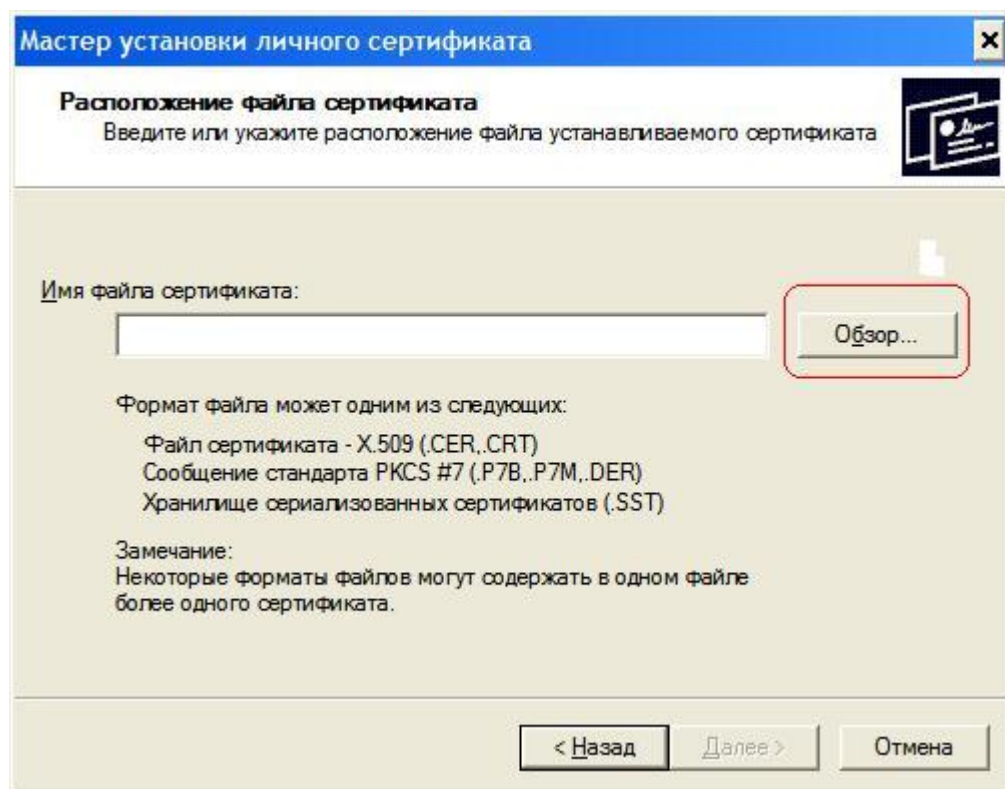 Мастер установки личного сертификата
Расположение файла сертификата
Введите или укажите расположение файла устанавливаемого сертификата
Имя файла сертификата:
Обзор...
Формат файла может одним из следующих:
Файл сертификата - X.509 (.CER,.CRT)
Сообщение стандарта PKCS #7 (.P7B,.P7M,.DER)
Хранилище сериализованных сертификатов (.SST)
Замечание:
Некоторые форматы файлов могут содержать в одном файле
более одного сертификата.
< Назад
Далее >
Отмена